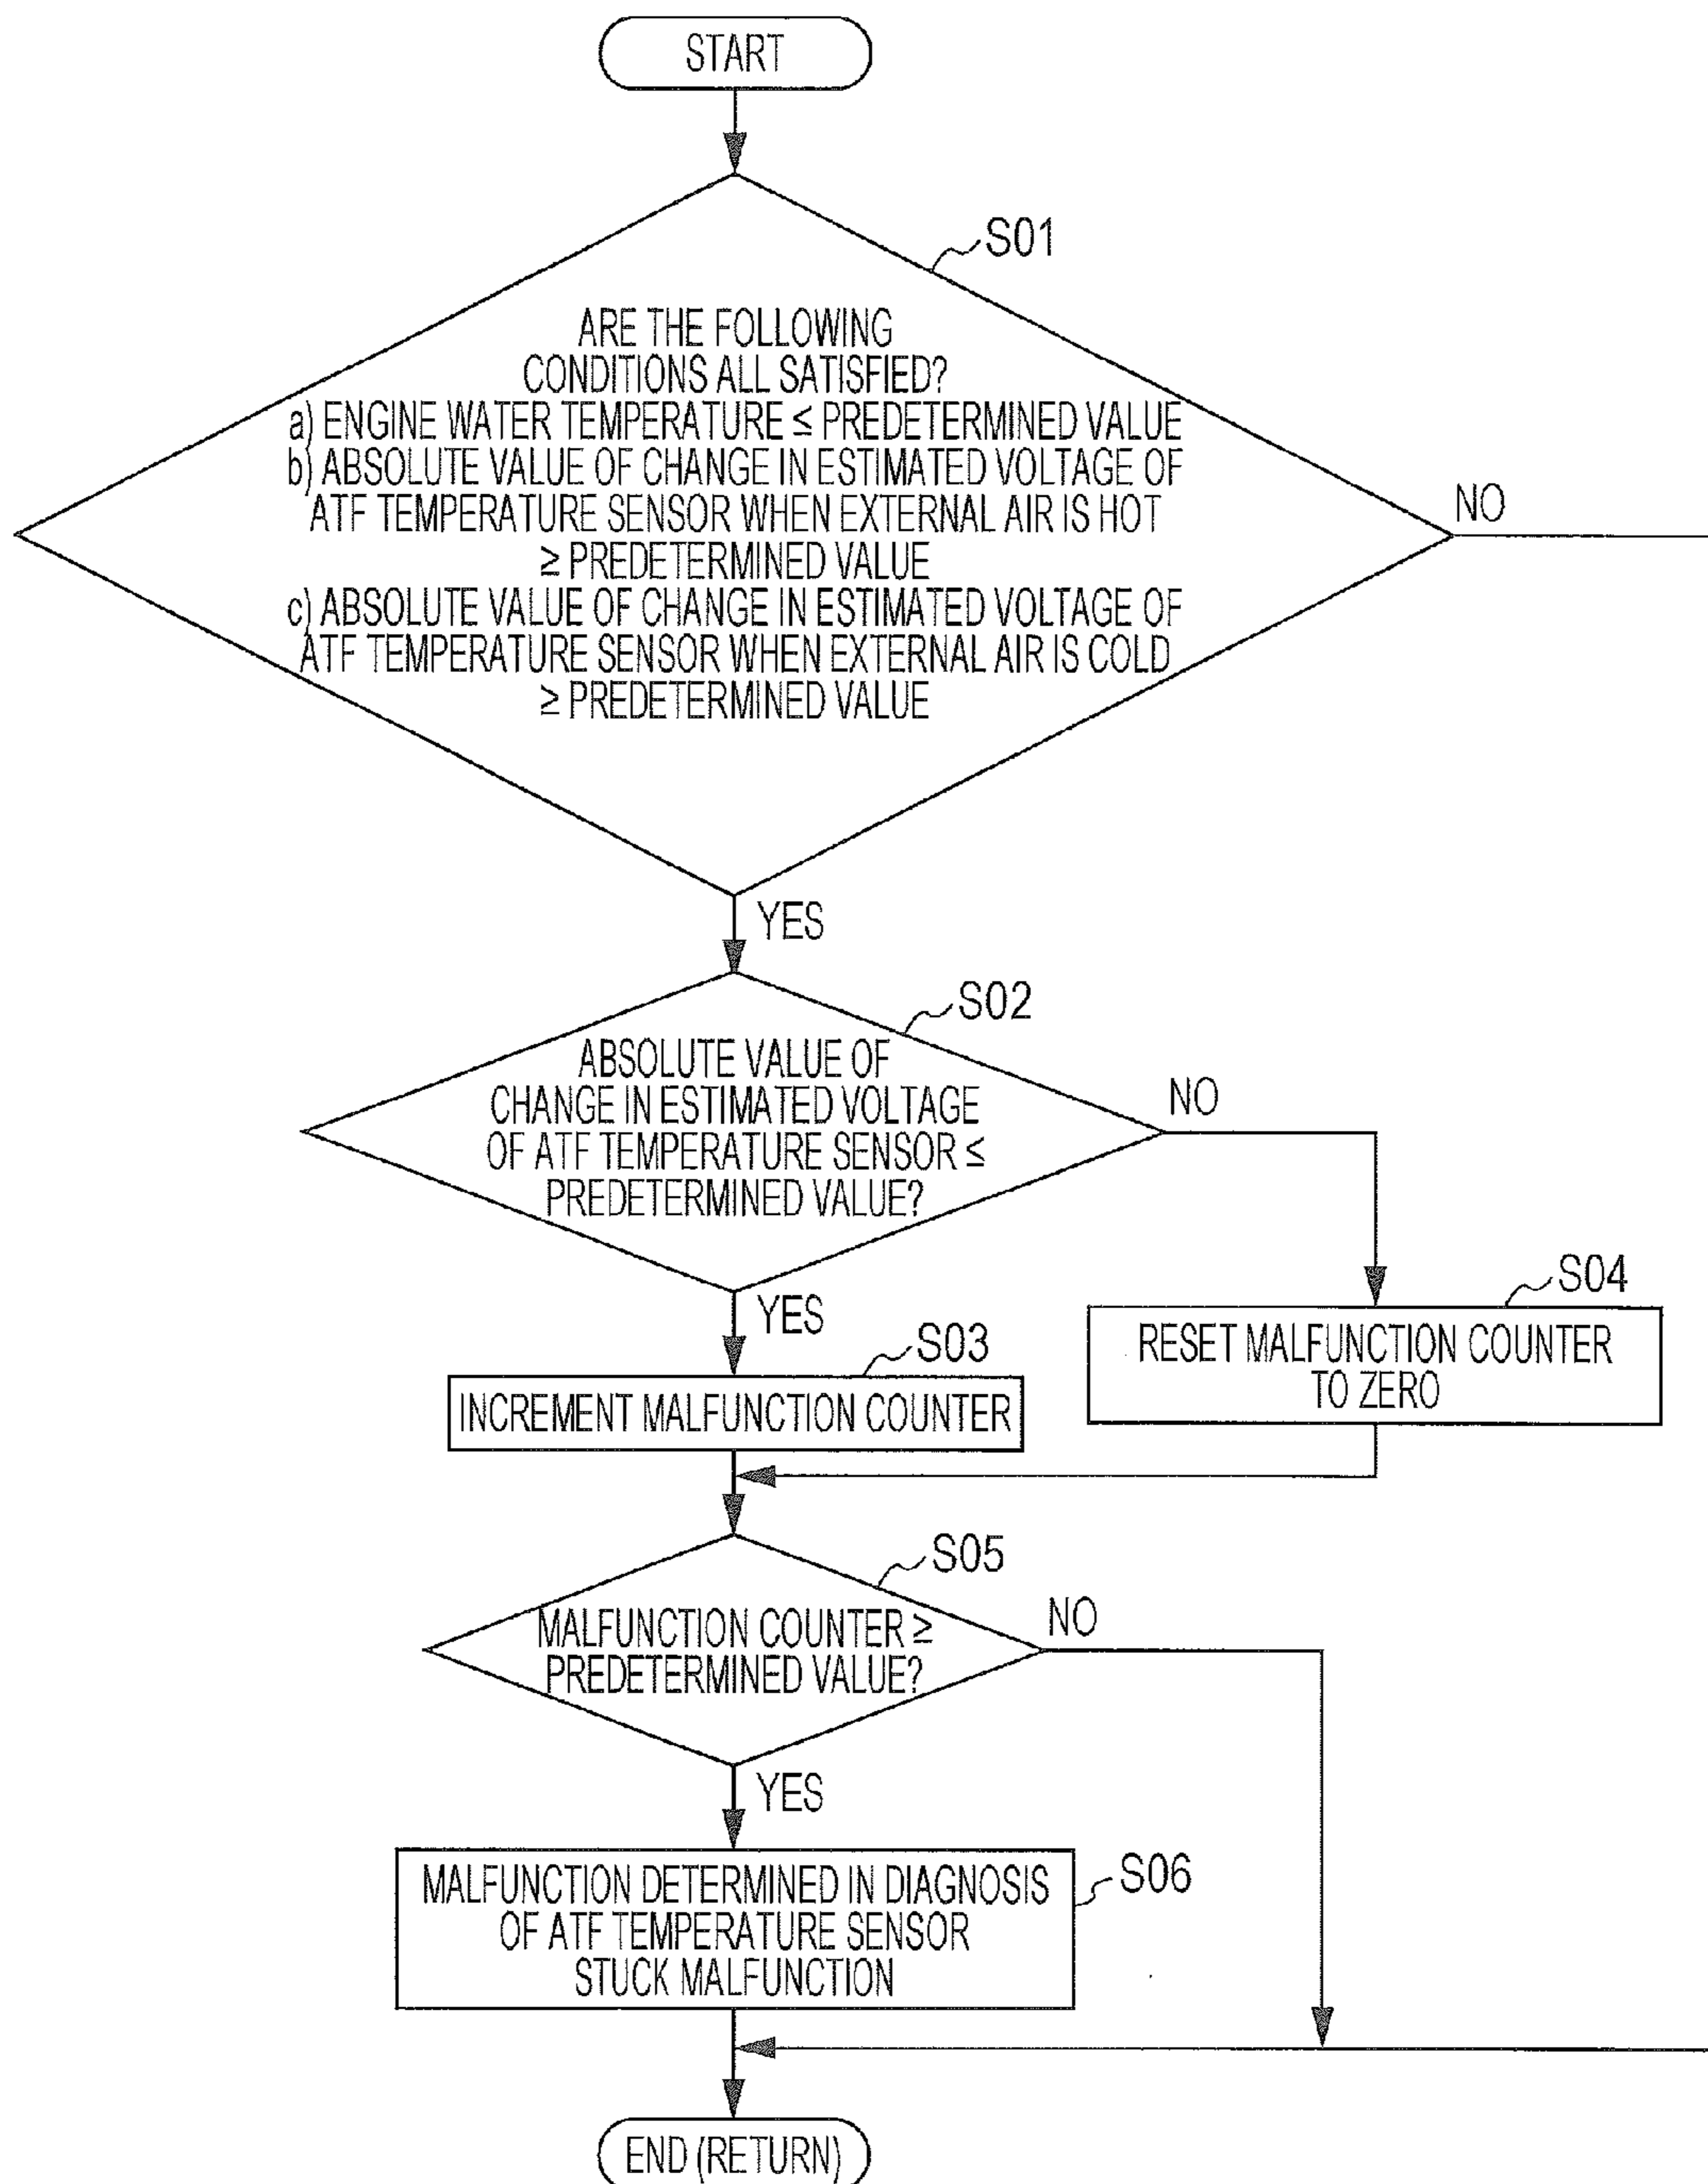 START
S01
ARE THE FOLLOWING
CONDITIONS ALL SATISFIED?
a) ENGINE WATER TEMPERATURE ≤ PREDETERMINED VALUE
b) ABSOLUTE VALUE OF CHANGE IN ESTIMATED VOLTAGE OF
ATF TEMPERATURE SENSOR WHEN EXTERNAL AIR IS HOT
≥ PREDETERMINED VALUE
c) ABSOLUTE VALUE OF CHANGE IN ESTIMATED VOLTAGE OF
ATF TEMPERATURE SENSOR WHEN EXTERNAL AIR IS COLD
≥ PREDETERMINED VALUE
NO
YES
S02
ABSOLUTE VALUE OF
CHANGE IN ESTIMATED VOLTAGE
OF ATF TEMPERATURE SENSOR ≤
PREDETERMINED VALUE?
NO
YES
S04
RESET MALFUNCTION COUNTER
TO ZERO
S03
INCREMENT MALFUNCTION COUNTER
S05
MALFUNCTION COUNTER ≥
PREDETERMINED VALUE?
NO
YES
S06
MALFUNCTION DETERMINED IN DIAGNOSIS
OF ATF TEMPERATURE SENSOR
STUCK MALFUNCTION
END (RETURN)